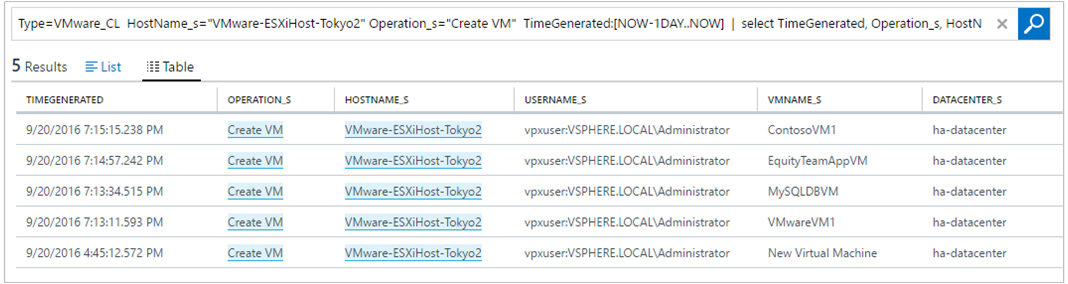 Type=VMware_CL HostName_s="VMware-ESXiHost-Tokyo2" Operation_s="Create VM" TimeGenerated:[NOW-1DAY..NOW] | select TimeGenerated, Operation_s, HostN
5 Results List Table
TIMEGENERATED OPERATION_S HOSTNAME_S USERNAME_S VMNAME_S DATACENTER_S
9/20/2016 7:15:15.238 PM Create VM VMware-ESXiHost-Tokyo2 vpxuser:VSPHERE.LOCAL\Administrator ContosoVM1 ha-datacenter
9/20/2016 7:14:57.242 PM Create VM VMware-ESXiHost-Tokyo2 vpxuser:VSPHERE.LOCAL\Administrator EquityTeamAppVM ha-datacenter
9/20/2016 7:13:34.515 PM Create VM VMware-ESXiHost-Tokyo2 vpxuser:VSPHERE.LOCAL\Administrator MySQLDBVM ha-datacenter
9/20/2016 7:13:11.593 PM Create VM VMware-ESXiHost-Tokyo2 vpxuser:VSPHERE.LOCAL\Administrator VMwareVM1 ha-datacenter
9/20/2016 4:45:12.572 PM Create VM VMware-ESXiHost-Tokyo2 vpxuser:VSPHERE.LOCAL\Administrator New Virtual Machine ha-datacenter